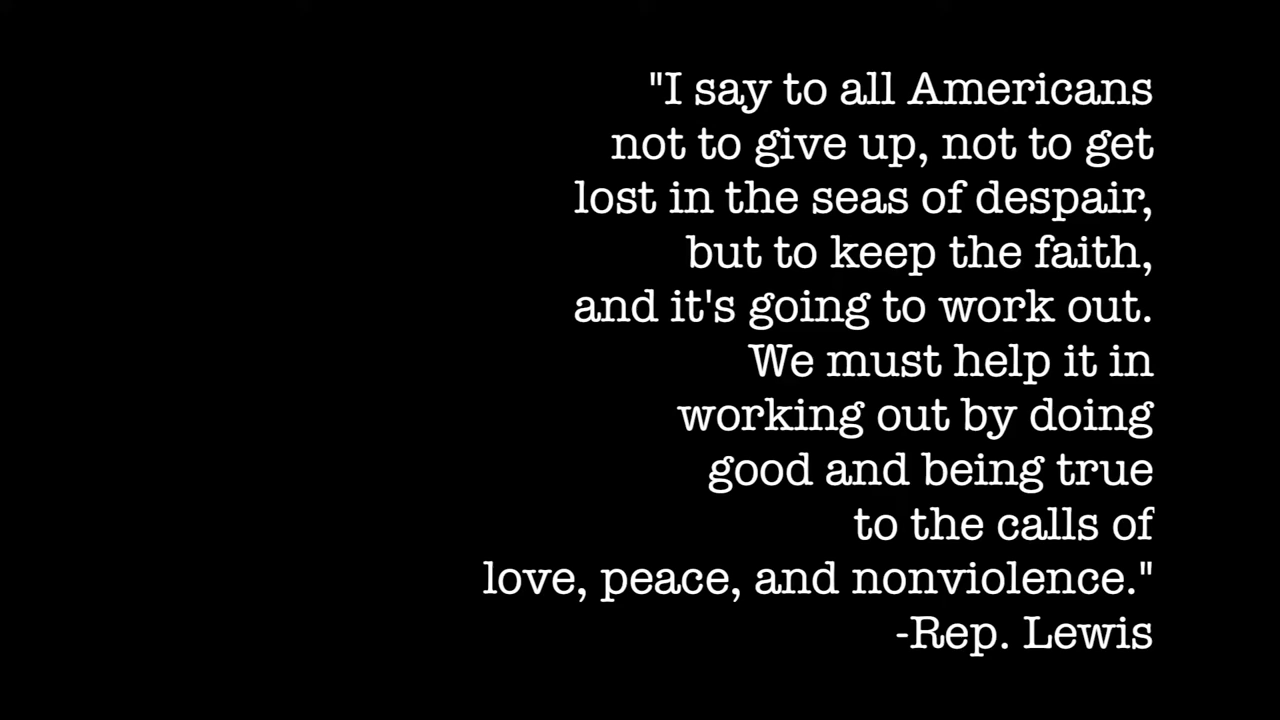 "I say to all Americans
not to give up, not to get
lost in the seas of despair,
but to keep the faith,
and it's going to work out.
We must help it in
working out by doing
good and being true
to the calls of
love, peace, and nonviolence."
-Rep. Lewis